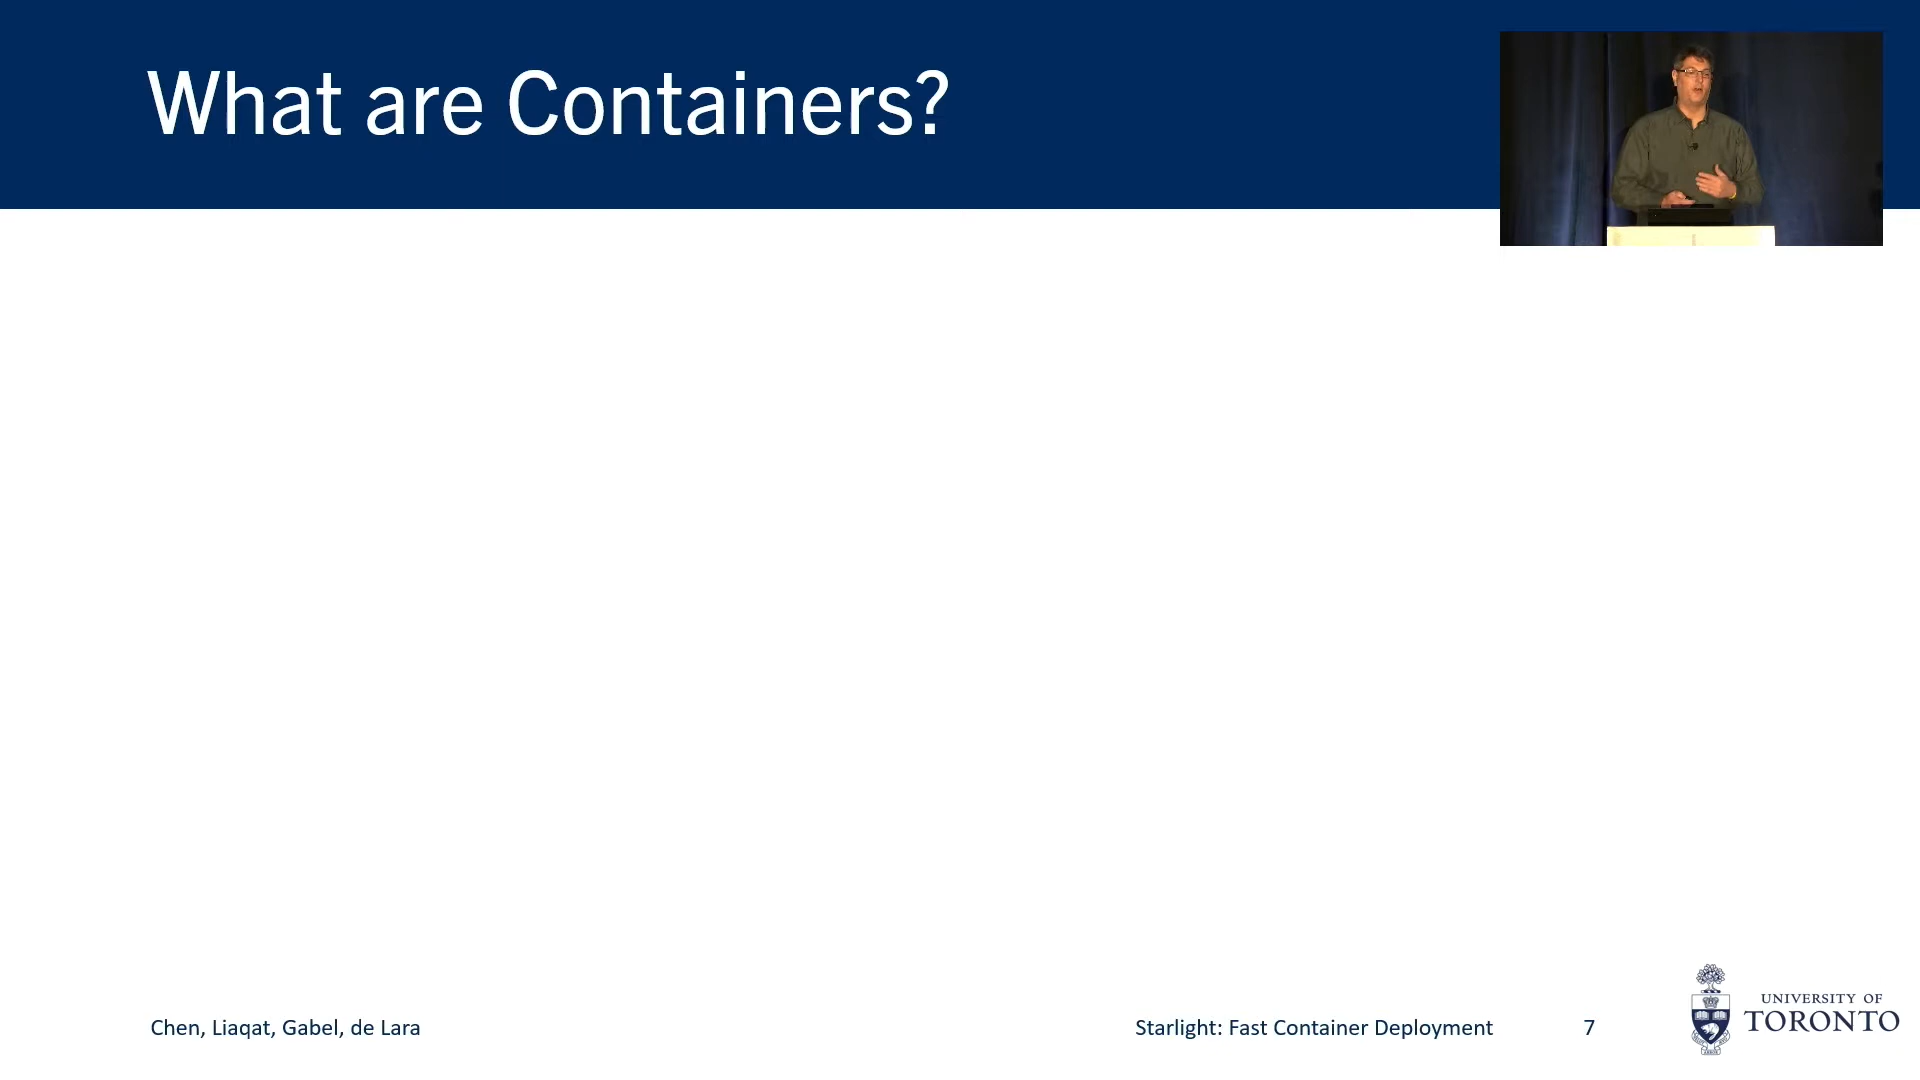 What are Containers?
Chen, Liaqat, Gabel, de Lara
Starlight: Fast Container Deployment
7
UNIVERSITY OF
TORONTO